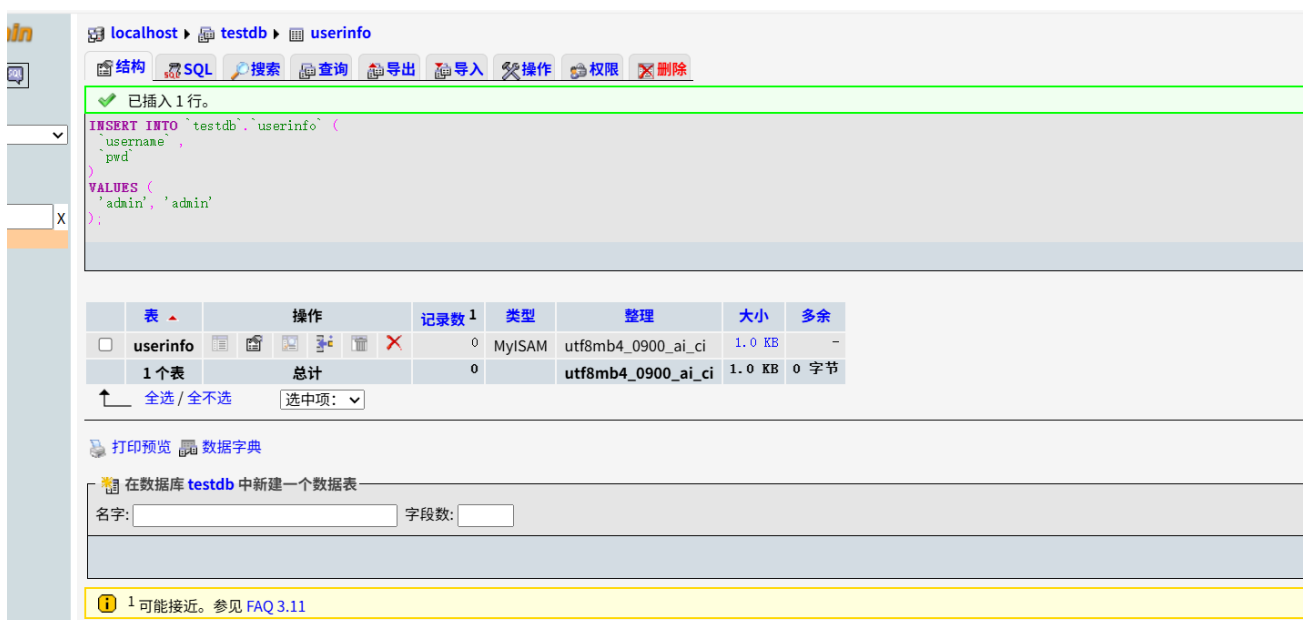 localhost testdb userinfo
结构 SQL 搜索 查询 导出 导入 操作 权限 删除
已插入 1 行。
INSERT INTO `testdb`.`userinfo` (
`username` ,
`pwd`
)
VALUES (
'admin', 'admin'
);
X
表 操作 记录数 1 类型 整理 大小 多余
userinfo 0 MyISAM utf8mb4_0900_ai_ci 1.0 KB -
1 个表 总计 0 utf8mb4_0900_ai_ci 1.0 KB 0 字节
全选 / 全不选 选中项：
打印预览 数据字典
在数据库 testdb 中新建一个数据表
名字: 字段数:
1 可能接近。参见 FAQ 3.11